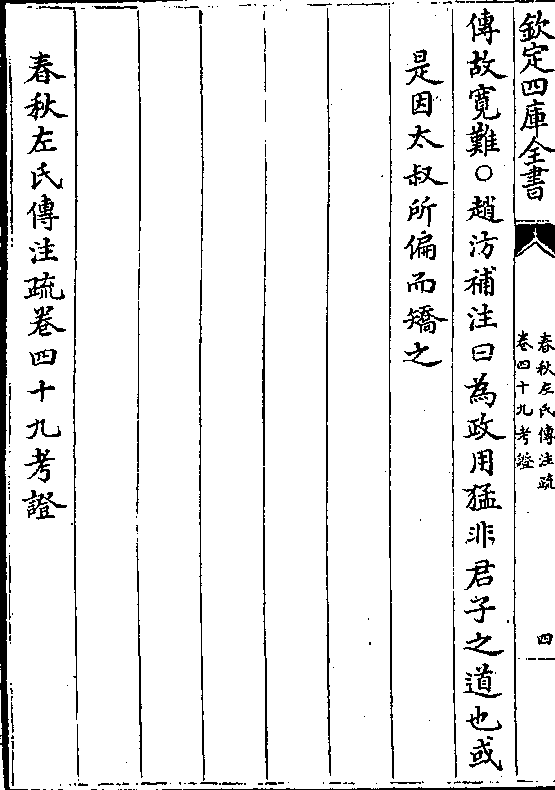 欽定四庫全書
春秋左氏傳注疏
卷四十九考證
四
傳故寛難○趙汸補注曰為政用猛非君子之道也或
是因太叔所偏而矯之
春秋左氏傳注疏卷四十九考證